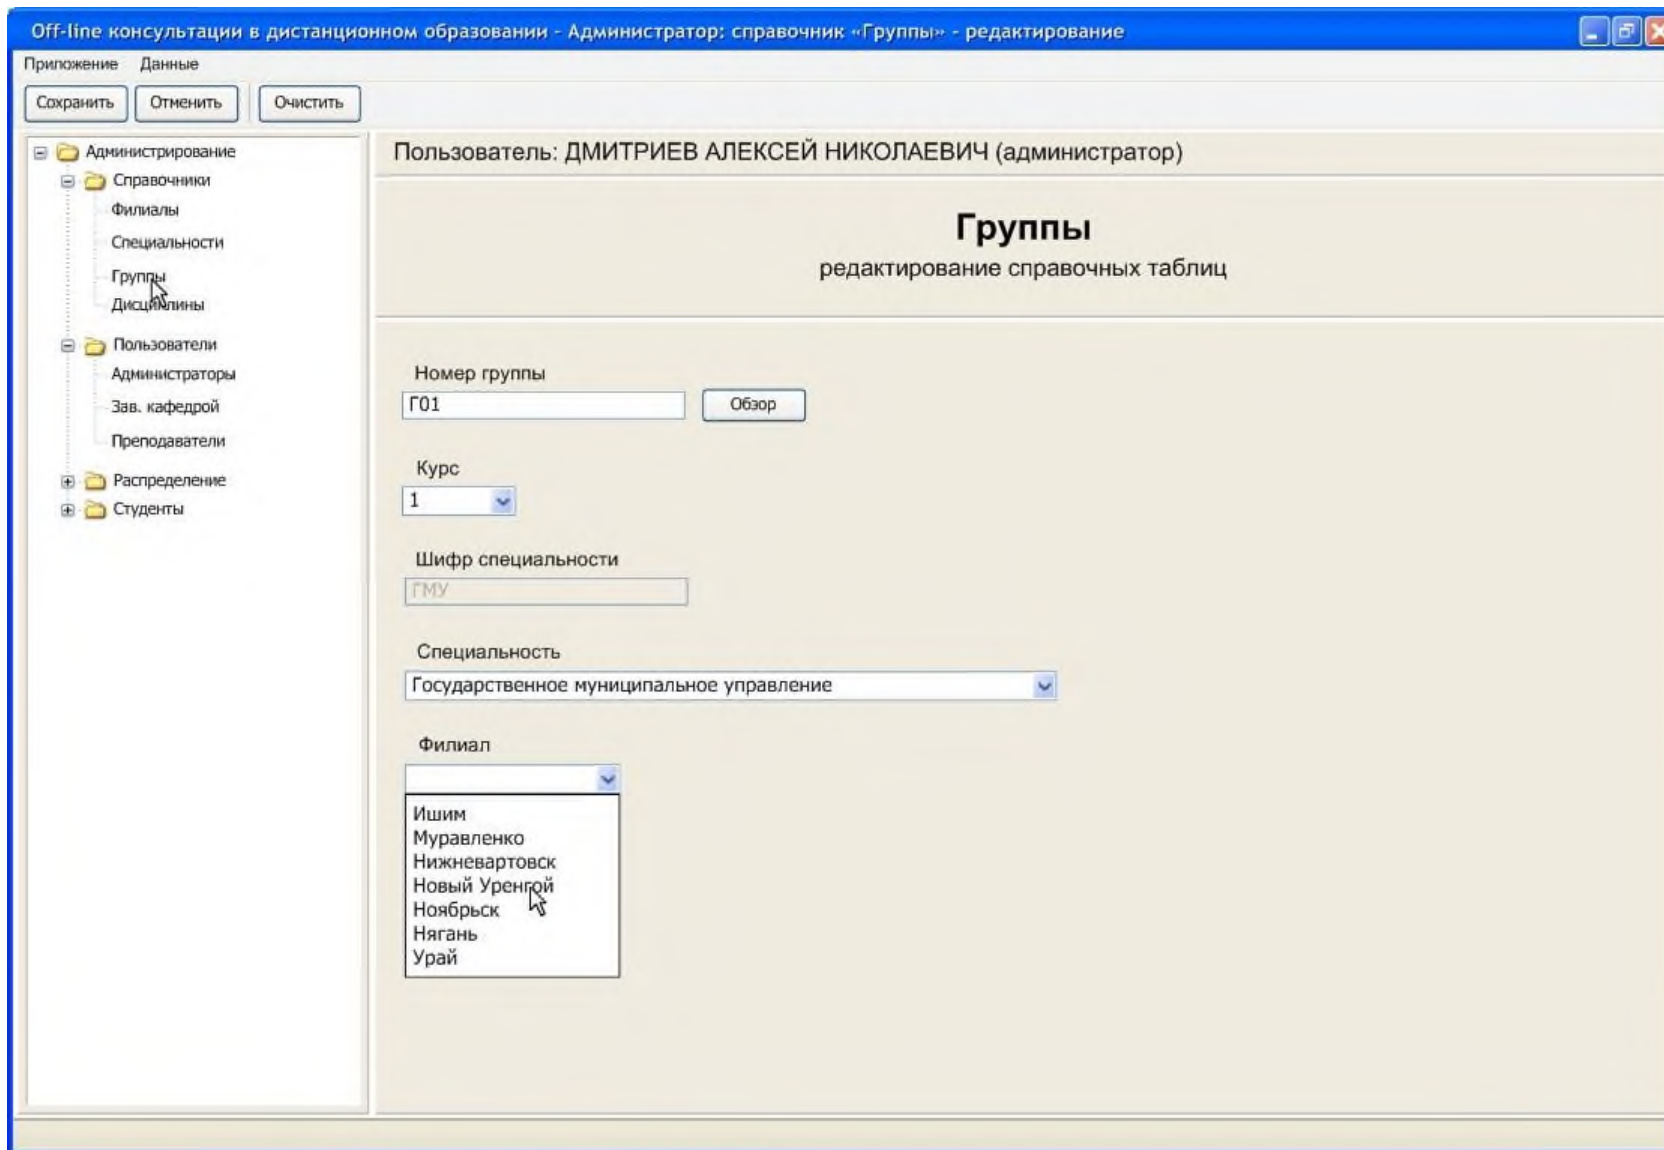 Off-line консультации в дистанционном образовании - Администратор: справочник «Группы» - редактирование
Приложение Данные
Сохранить Отменить Очистить
Администрирование
Справочники
Филиалы
Специальности
Группы
Дисциплины
Пользователи
Администраторы
Зав. кафедрой
Преподаватели
Распределение
Студенты
Пользователь: ДМИТРИЕВ АЛЕКСЕЙ НИКОЛАЕВИЧ (администратор)
Группы
редактирование справочных таблиц
Номер группы
Г01 Обзор
Курс
1
Шифр специальности
ГМУ
Специальность
Государственное муниципальное управление
Филиал
Ишим
Муравленко
Нижневартовск
Новый Уренгой
Ноябрьск
Нягань
Урай